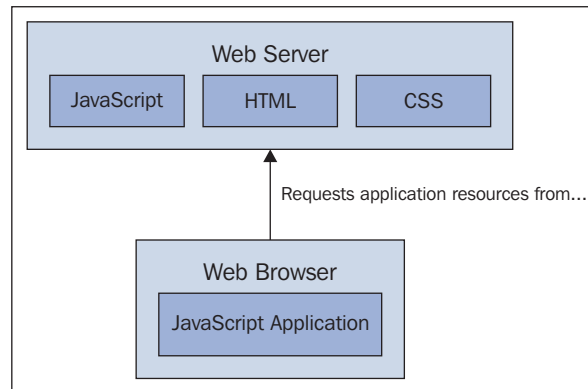 Web Server
JavaScript HTML CSS
Requests application resources from...
Web Browser
JavaScript Application